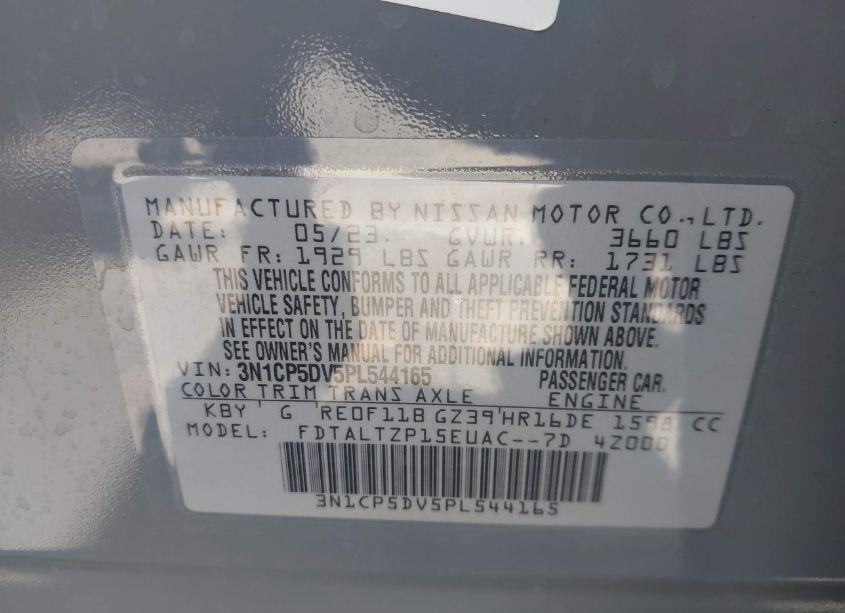 MANUFACTURED BY NISSAN MOTOR CO.,LTD.
DATE: 05/23. GVWR: 3660 LBS
GAWR FR: 1929 LBS GAWR RR: 1731 LBS
THIS VEHICLE CONFORMS TO ALL APPLICABLE FEDERAL MOTOR
VEHICLE SAFETY, BUMPER AND THEFT PREVENTION STANDARDS
IN EFFECT ON THE DATE OF MANUFACTURE SHOWN ABOVE.
SEE OWNER'S MANUAL FOR ADDITIONAL INFORMATION.
VIN: 3N1CP5DV5PL544165 PASSENGER CAR.
COLOR TRIM TRANS AXLE ENGINE
KBY G RE0F11B GZ39 HR16DE 1598 CC
MODEL: FDTALTZP15EUAC--7D 4Z000
3N1CP5DV5PL544165